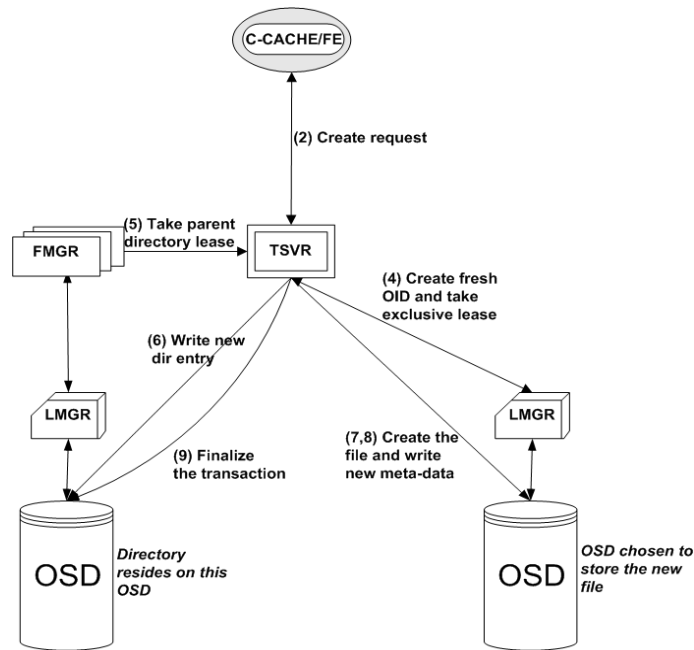 C-CACHE/FE
(2) Create request
(5) Take parent
directory lease
FMGR
TSVR
(4) Create fresh
OID and take
exclusive lease
(6) Write new
dir entry
LMGR
LMGR
(9) Finalize
the transaction
(7,8) Create the
file and write
new meta-data
OSD
Directory
resides on this
OSD
OSD
OSD chosen to
store the new
file